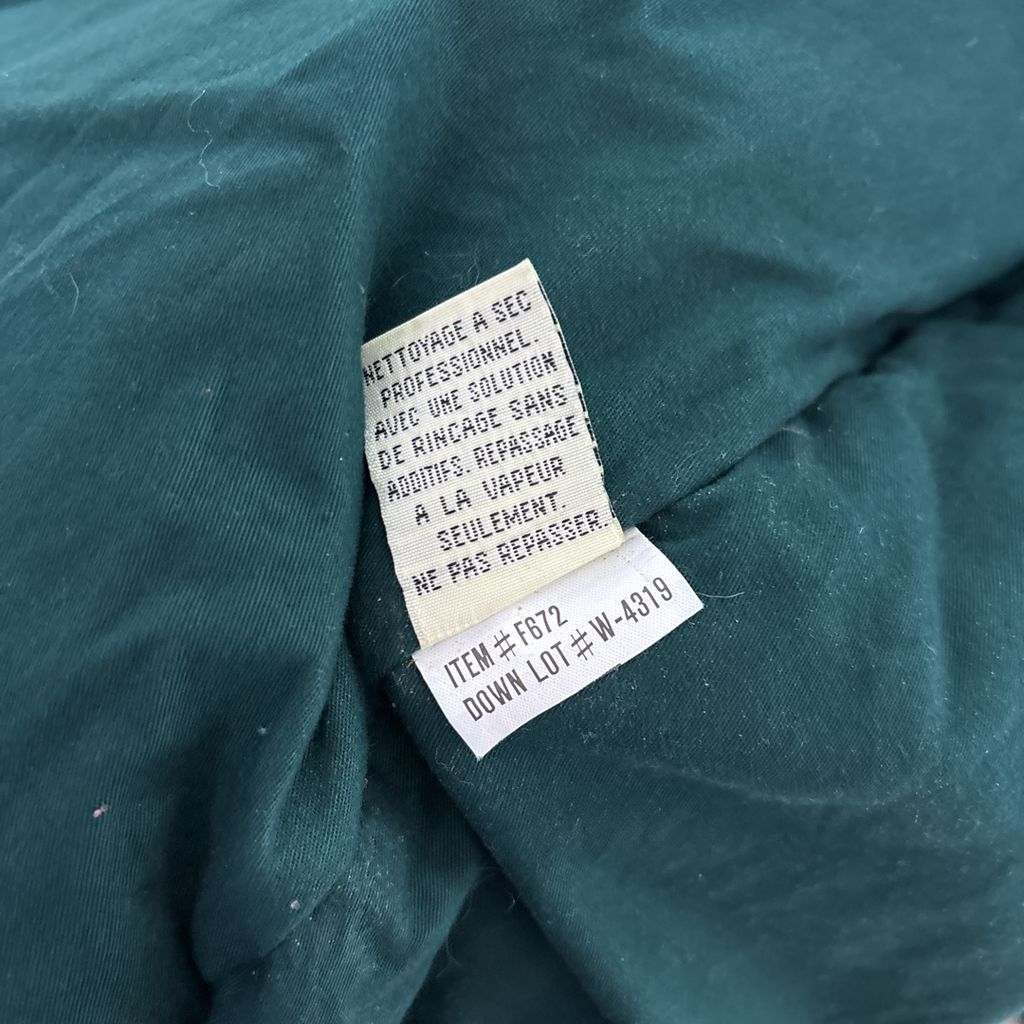 NETTOYAGE A SEC
PROFESSIONNEL.
AVEC UNE SOLUTION
DE RINCAGE SANS
ADDITIES. REPASSAGE
A LA VAPEUR
SEULEMENT.
NE PAS REPASSER.
ITEM # F672
DOWN LOT # W-4319